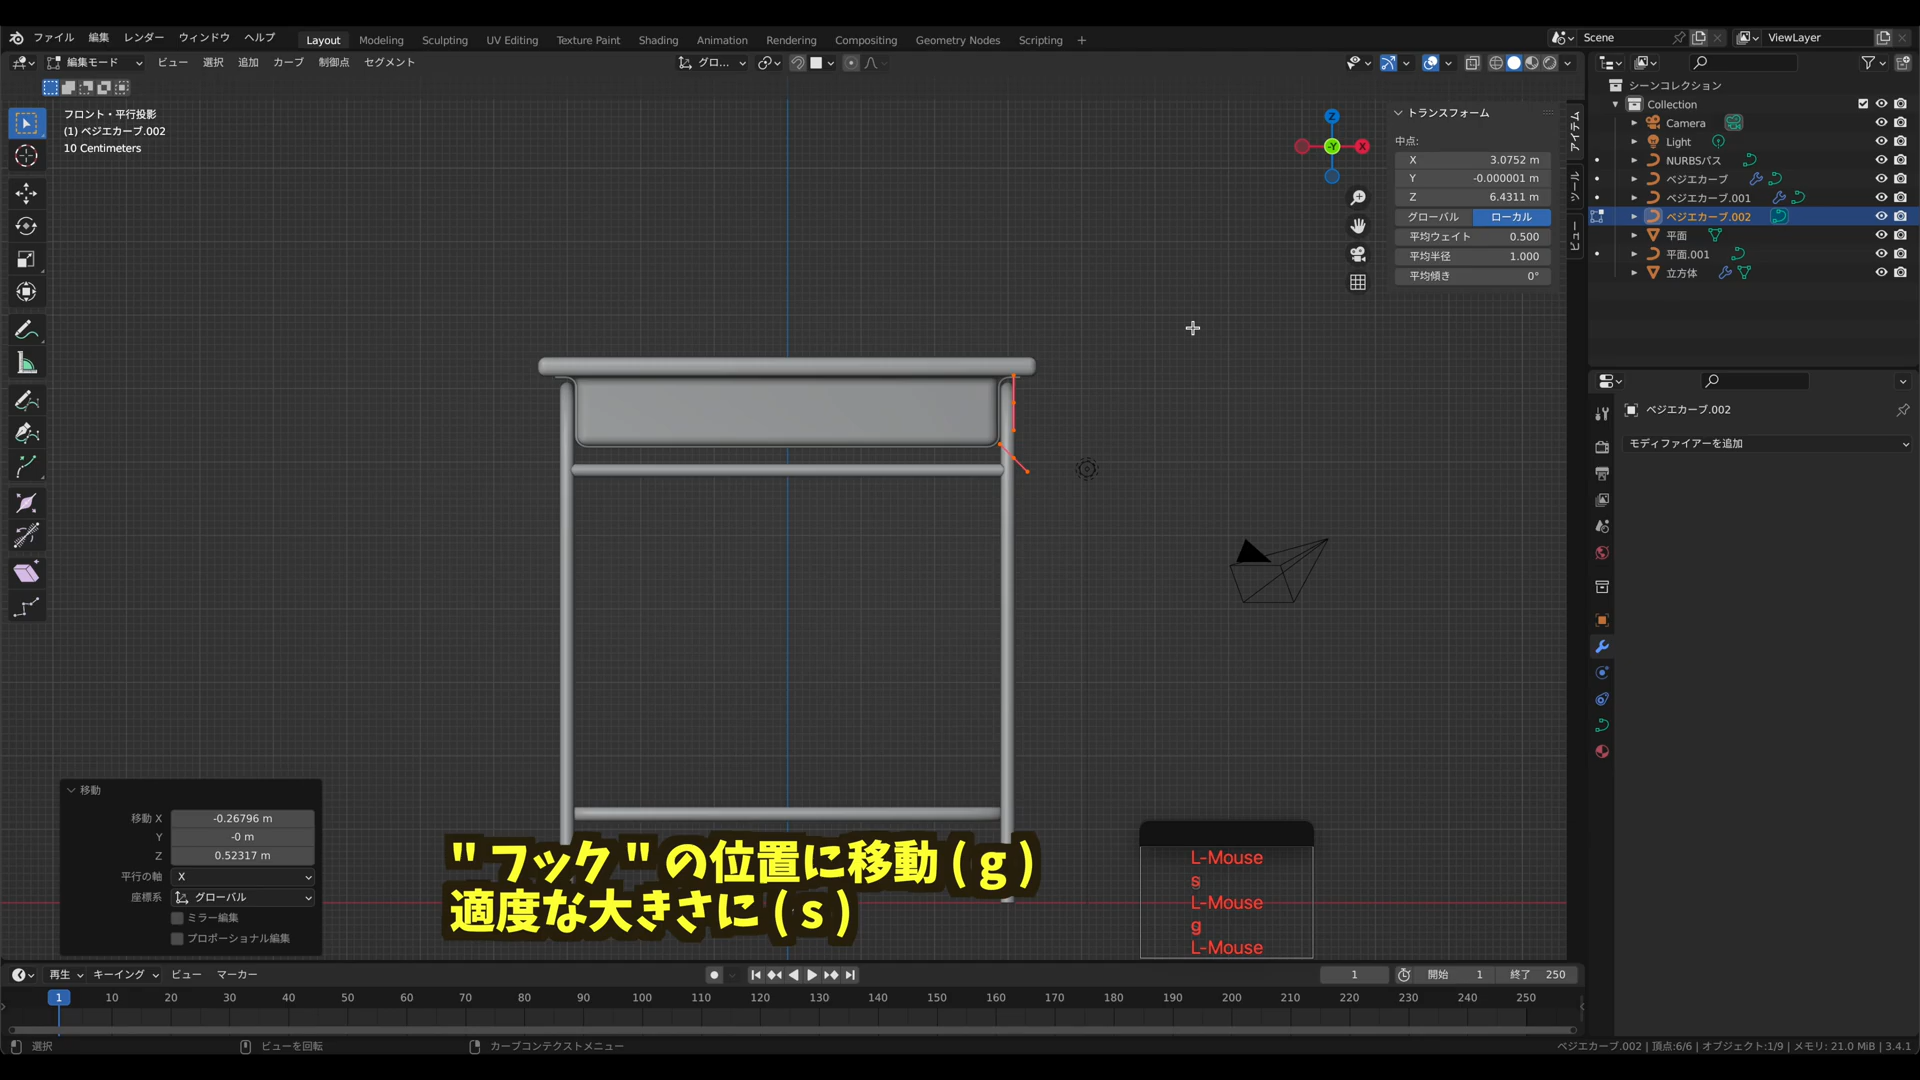 ファイル 編集 レンダー ウィンドウ ヘルプ Layout Modeling Sculpting UV Editing Texture Paint Shading Animation Rendering Compositing Geometry Nodes Scripting + Scene ViewLayer
編集モード ビュー 選択 追加 カーブ 制御点 セグメント グロ...
フロント・平行投影
(1) ベジエカーブ.002
10 Centimeters
Z
-Y
X
トランスフォーム
中点:
X 3.0752 m
Y -0.000001 m
Z 6.4311 m
グローバル ローカル
平均ウェイト 0.500
平均半径 1.000
平均傾き 0°
アイテム
ツール
ビュー
シーンコレクション
Collection
Camera
Light
NURBSパス
ベジエカーブ
ベジエカーブ.001
ベジエカーブ.002
平面
平面.001
立方体
ベジエカーブ.002
モディファイアーを追加
移動
移動 X -0.26796 m
Y -0 m
Z 0.52317 m
平行の軸 X
座標系 グローバル
ミラー編集
プロポーショナル編集
"フック"の位置に移動(g)
適度な大きさに(s)
L-Mouse
s
L-Mouse
g
L-Mouse
再生 キーイング ビュー マーカー 1 開始 1 終了 250
1 10 20 30 40 50 60 70 80 90 100 110 120 130 140 150 160 170 180 190 200 210 220 230 240 250
選択 ビューを回転 カーブコンテクストメニュー ベジエカーブ.002 | 頂点:6/6 | オブジェクト:1/9 | メモリ: 21.0 MiB | 3.4.1